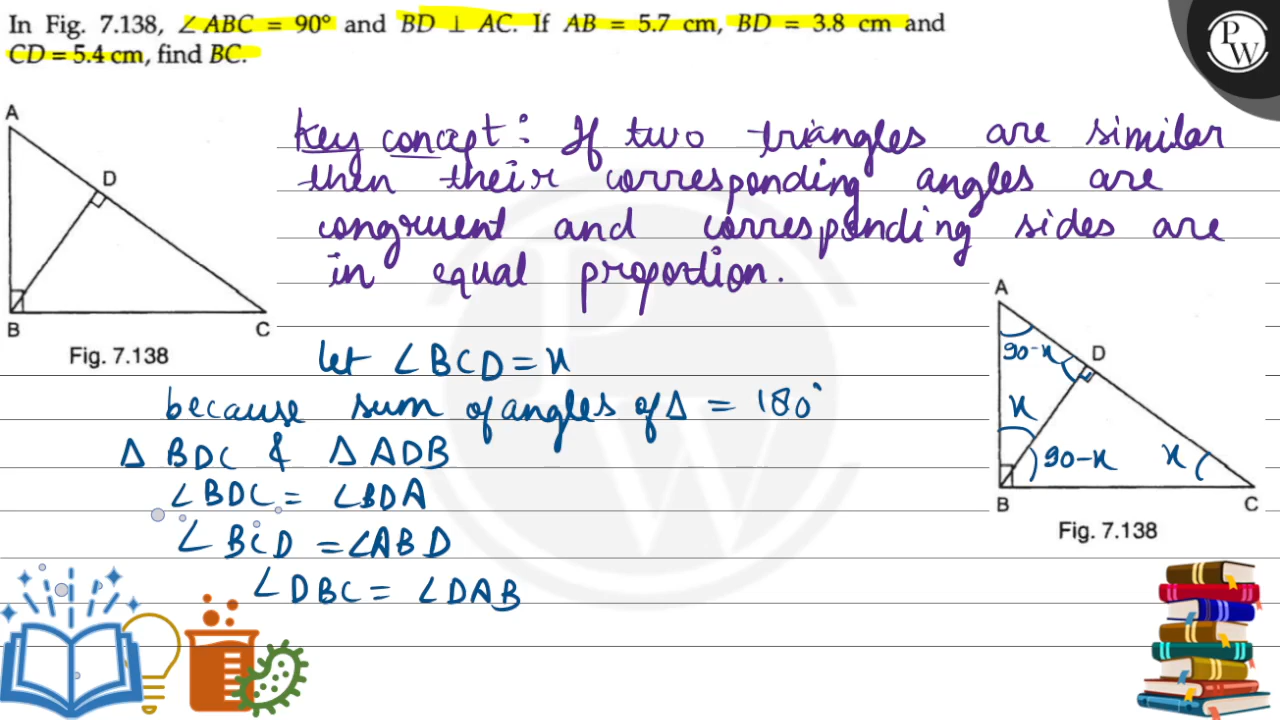 In Fig. 7.138, ∠ABC = 90° and BD ⊥ AC. If AB = 5.7 cm, BD = 3.8 cm and
CD = 5.4 cm, find BC.
PW
A
D
B
C
Fig. 7.138
Key concept: If two triangles are similar
then their corresponding angles are
congruent and corresponding sides are
in equal proportion.
let ∠BCD = x
because sum of angles of Δ = 180°
Δ BDC & Δ ADB
∠BDC = ∠BDA
∠BCD = ∠ABD
∠DBC = ∠DAB
A
90-x
D
x
90-x
x
B
C
Fig. 7.138
PW